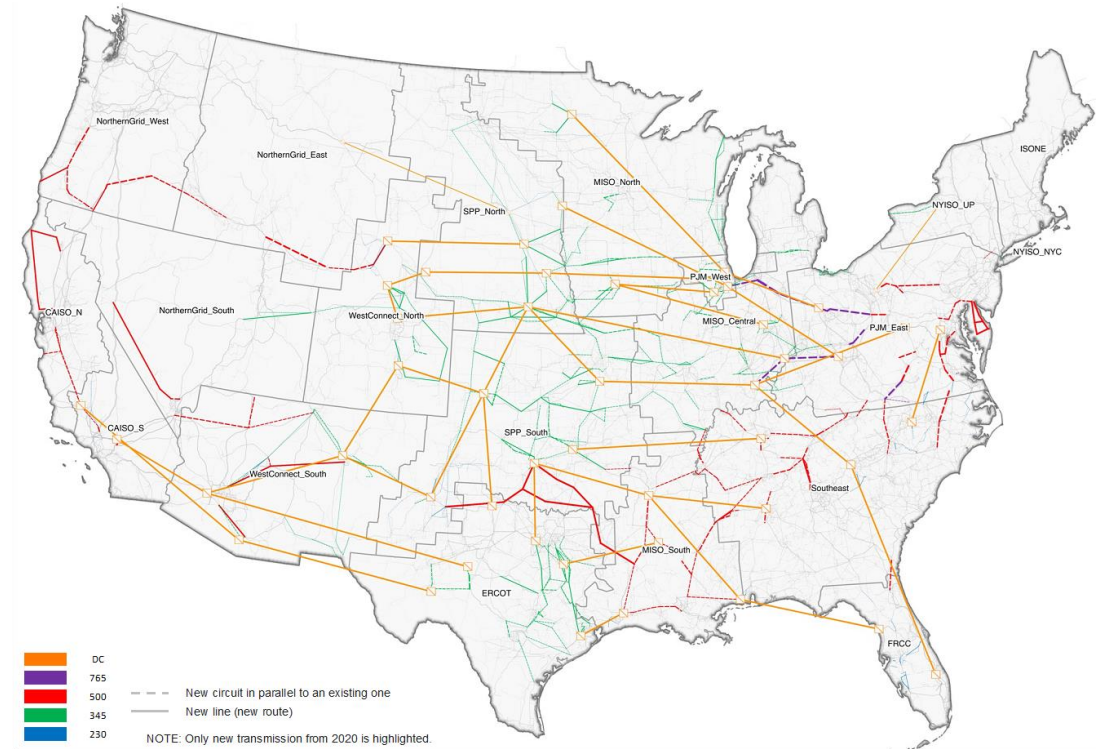 NorthernGrid_West
NorthernGrid_East
ISONE
MISO_North
NYISO_UP
SPP_North
NYISO_NYC
PJM_West
NorthernGrid_South
CAISO_N
WestConnect_North
MISO_Central
PJM_East
CAISO_S
SPP_South
WestConnect_South
Southeast
MISO_South
ERCOT
FRCC
DC
765
500
345
230
New circuit in parallel to an existing one
New line (new route)
NOTE: Only new transmission from 2020 is highlighted.